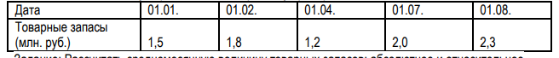 Дата 01.01. 01.02. 01.04. 01.07. 01.08.
Товарные запасы
(млн. руб.) 1,5 1,8 1,2 2,0 2,3